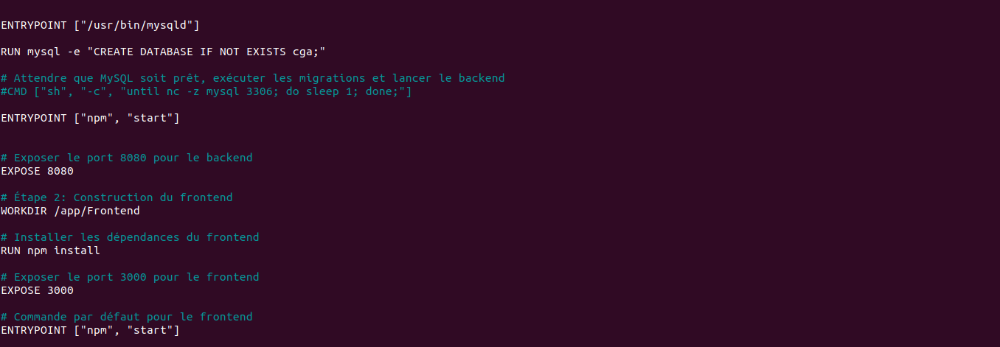 ENTRYPOINT ["/usr/bin/mysqld"]
RUN mysql -e "CREATE DATABASE IF NOT EXISTS cga;"
# Attendre que MySQL soit prêt, exécuter les migrations et lancer le backend
#CMD ["sh", "-c", "until nc -z mysql 3306; do sleep 1; done;"]
ENTRYPOINT ["npm", "start"]
# Exposer le port 8080 pour le backend
EXPOSE 8080
# Étape 2: Construction du frontend
WORKDIR /app/Frontend
# Installer les dépendances du frontend
RUN npm install
# Exposer le port 3000 pour le frontend
EXPOSE 3000
# Commande par défaut pour le frontend
ENTRYPOINT ["npm", "start"]